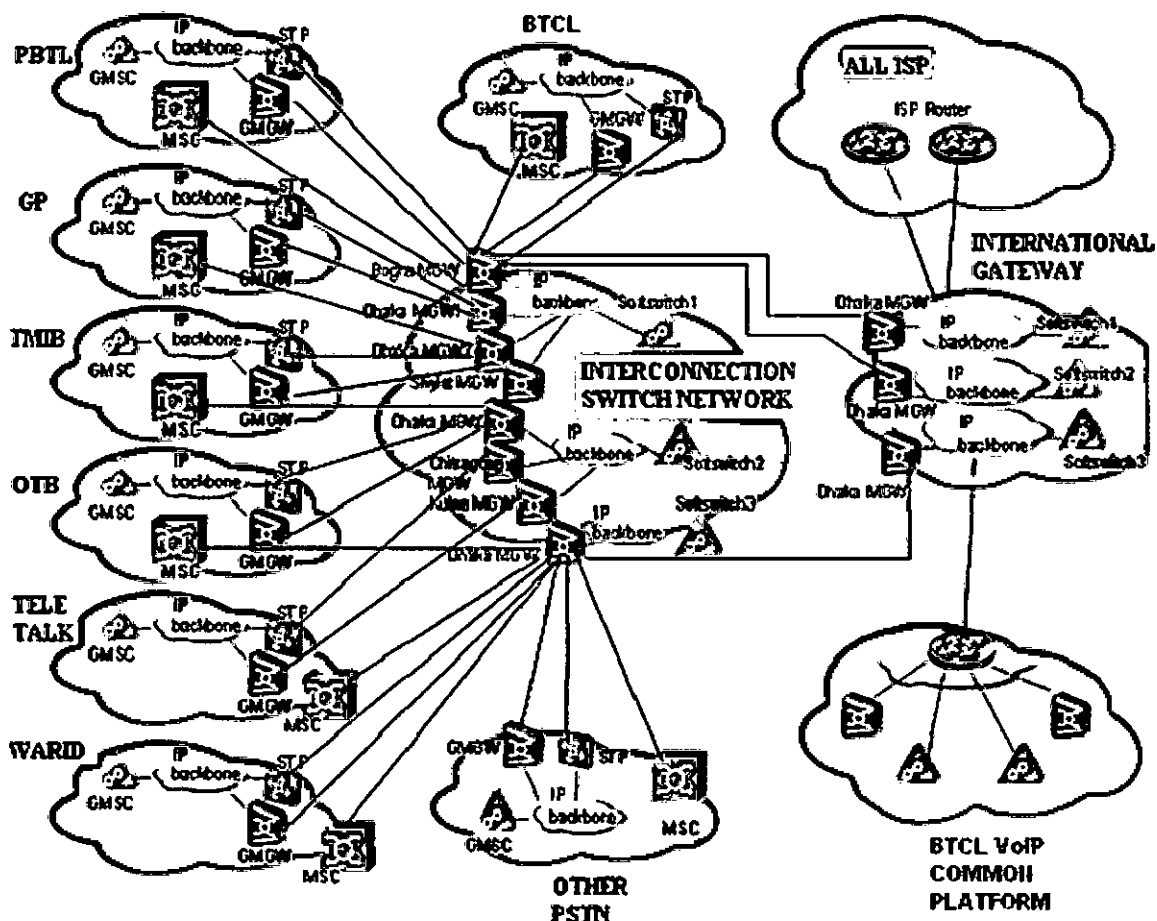 PBTL
IP
backbone
STP
GMSC
MSC
GMGW
BTCL
IP
backbone
STP
GMSC
GMGW
MSC
ALL ISP
ISP Router
GP
IP
backbone
STP
GMSC
MSC
GMGW
INTERNATIONAL
GATEWAY
Bogra MGW
Dhaka MGW1
IP
backbone
Softswitch1
Dhaka MGW2
Sylhet MGW
INTERCONNECTION
SWITCH NETWORK
Dhaka MGW
IP
backbone
Softswitch2
MGW
Softswitch3
IP
backbone
Dhaka MGW
Dhaka MGW
IP
backbone
Softswitch1
IP
backbone
Softswitch2
Dhaka MGW
IP
backbone
Softswitch3
Dhaka MGW
TMIB
IP
backbone
STP
GMSC
MSC
GMGW
OTB
IP
backbone
STP
GMSC
MSC
GMGW
TELE
TALK
IP
backbone
STP
GMSC
GMGW
MSC
WARID
IP
backbone
STP
GMSC
GMGW
MSC
GMGW
STP
IP
backbone
GMSC
MSC
OTHER
PSTN
BTCL VoIP
COMMON
PLATFORM